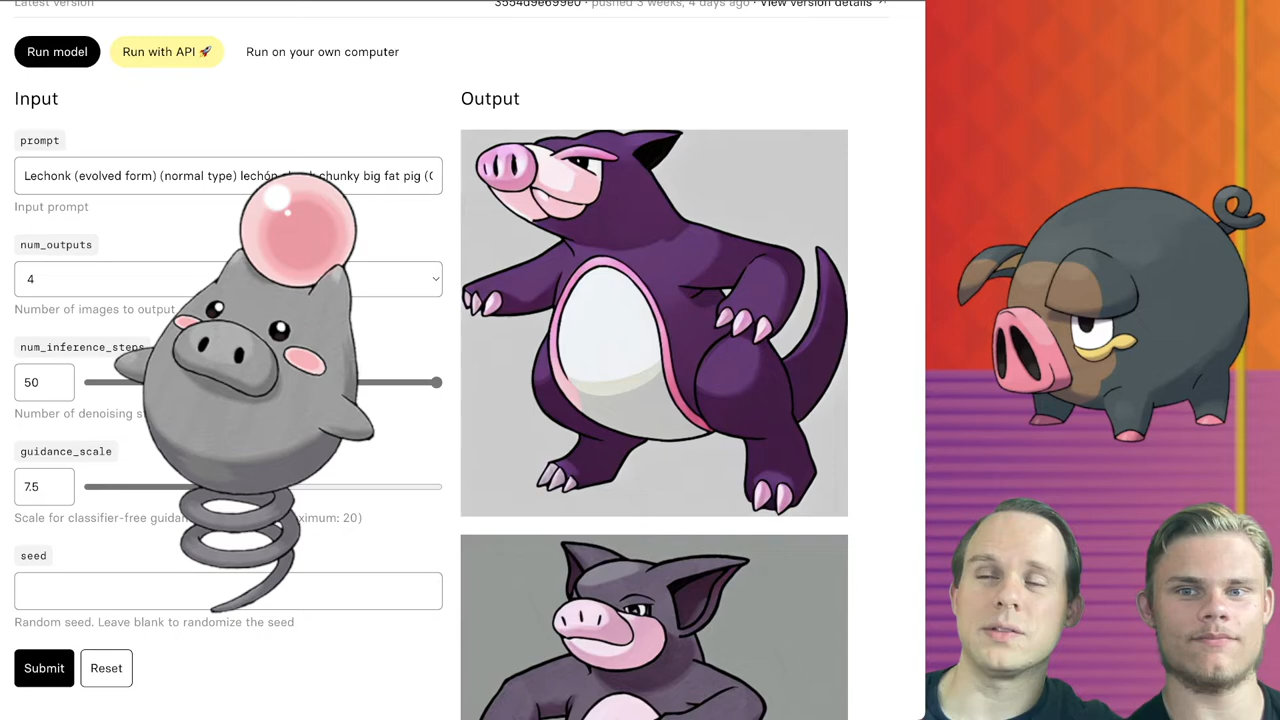 Latest version
3554d9e699e0 · pushed 3 weeks, 4 days ago · View version details
Run model
Run with API 🚀
Run on your own computer
Input
Output
prompt
Lechonk (evolved form) (normal type) lechón chunky big fat pig (
Input prompt
num_outputs
4
Number of images to output
num_inference_steps
50
Number of denoising
guidance_scale
7.5
Scale for classifier-free 20)
seed
Random seed. Leave blank to randomize the seed
Submit
Reset